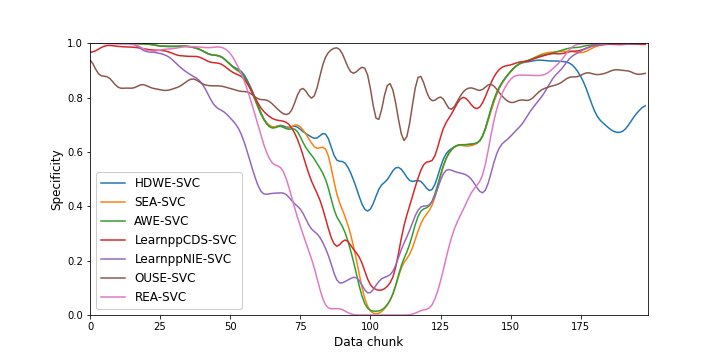 1.0
0.8
0.6
0.4
0.2
0.0
Specificity
HDWE-SVC
SEA-SVC
AWE-SVC
LearnppCDS-SVC
LearnppNIE-SVC
OUSE-SVC
REA-SVC
0 25 50 75 100 125 150 175
Data chunk